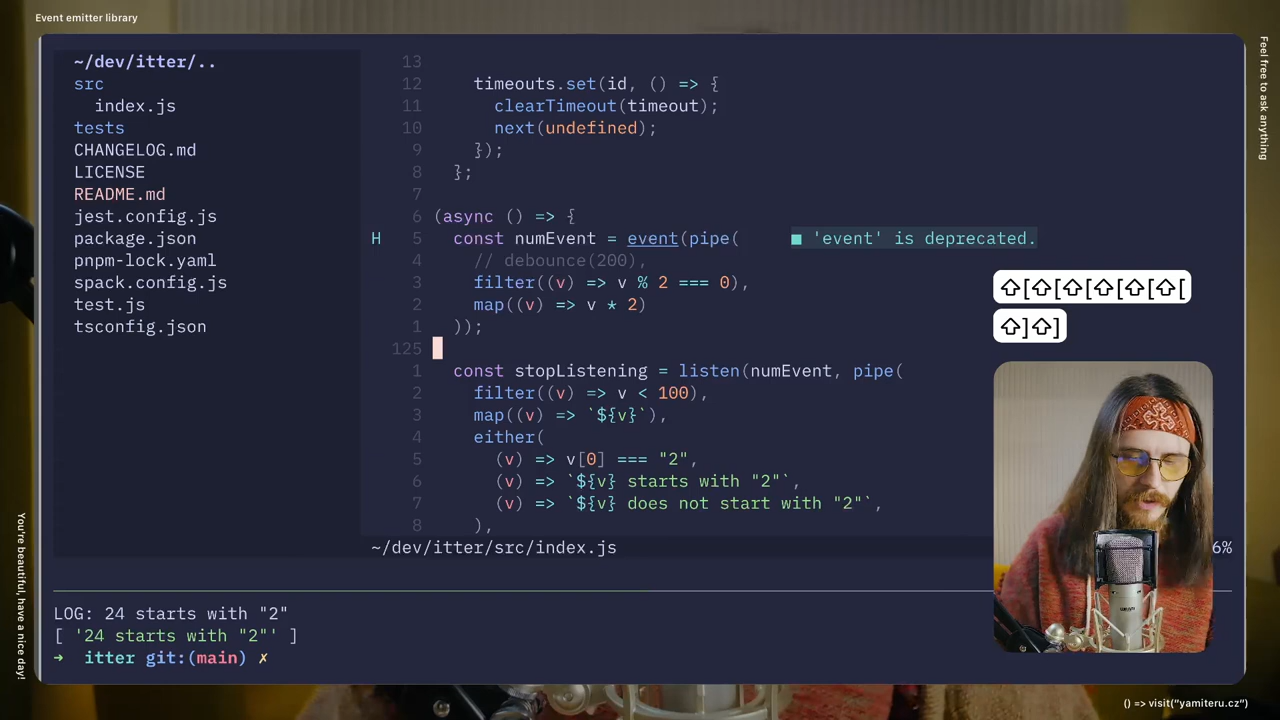 Event emitter library
~/dev/itter/..
src
index.js
tests
CHANGELOG.md
LICENSE
README.md
jest.config.js
package.json
pnpm-lock.yaml
spack.config.js
test.js
tsconfig.json
13
12 timeouts.set(id, () => {
11 clearTimeout(timeout);
10 next(undefined);
9 });
8 };
7
6 (async () => {
H 5 const numEvent = event(pipe( ■ 'event' is deprecated.
4 // debounce(200),
3 filter((v) => v % 2 === 0),
2 map((v) => v * 2)
1 ));
125
1 const stopListening = listen(numEvent, pipe(
2 filter((v) => v < 100),
3 map((v) => `${v}`),
4 either(
5 (v) => v[0] === "2",
6 (v) => `${v} starts with "2"`,
7 (v) => `${v} does not start with "2"`,
8 ),
~/dev/itter/src/index.js
6%
⇧[⇧[⇧[⇧[⇧[⇧[
⇧]⇧]
LOG: 24 starts with "2"
[ '24 starts with "2"' ]
→ itter git:(main) ✗
Feel free to ask anything
You're beautiful, have a nice day!
() => visit("yamiteru.cz")